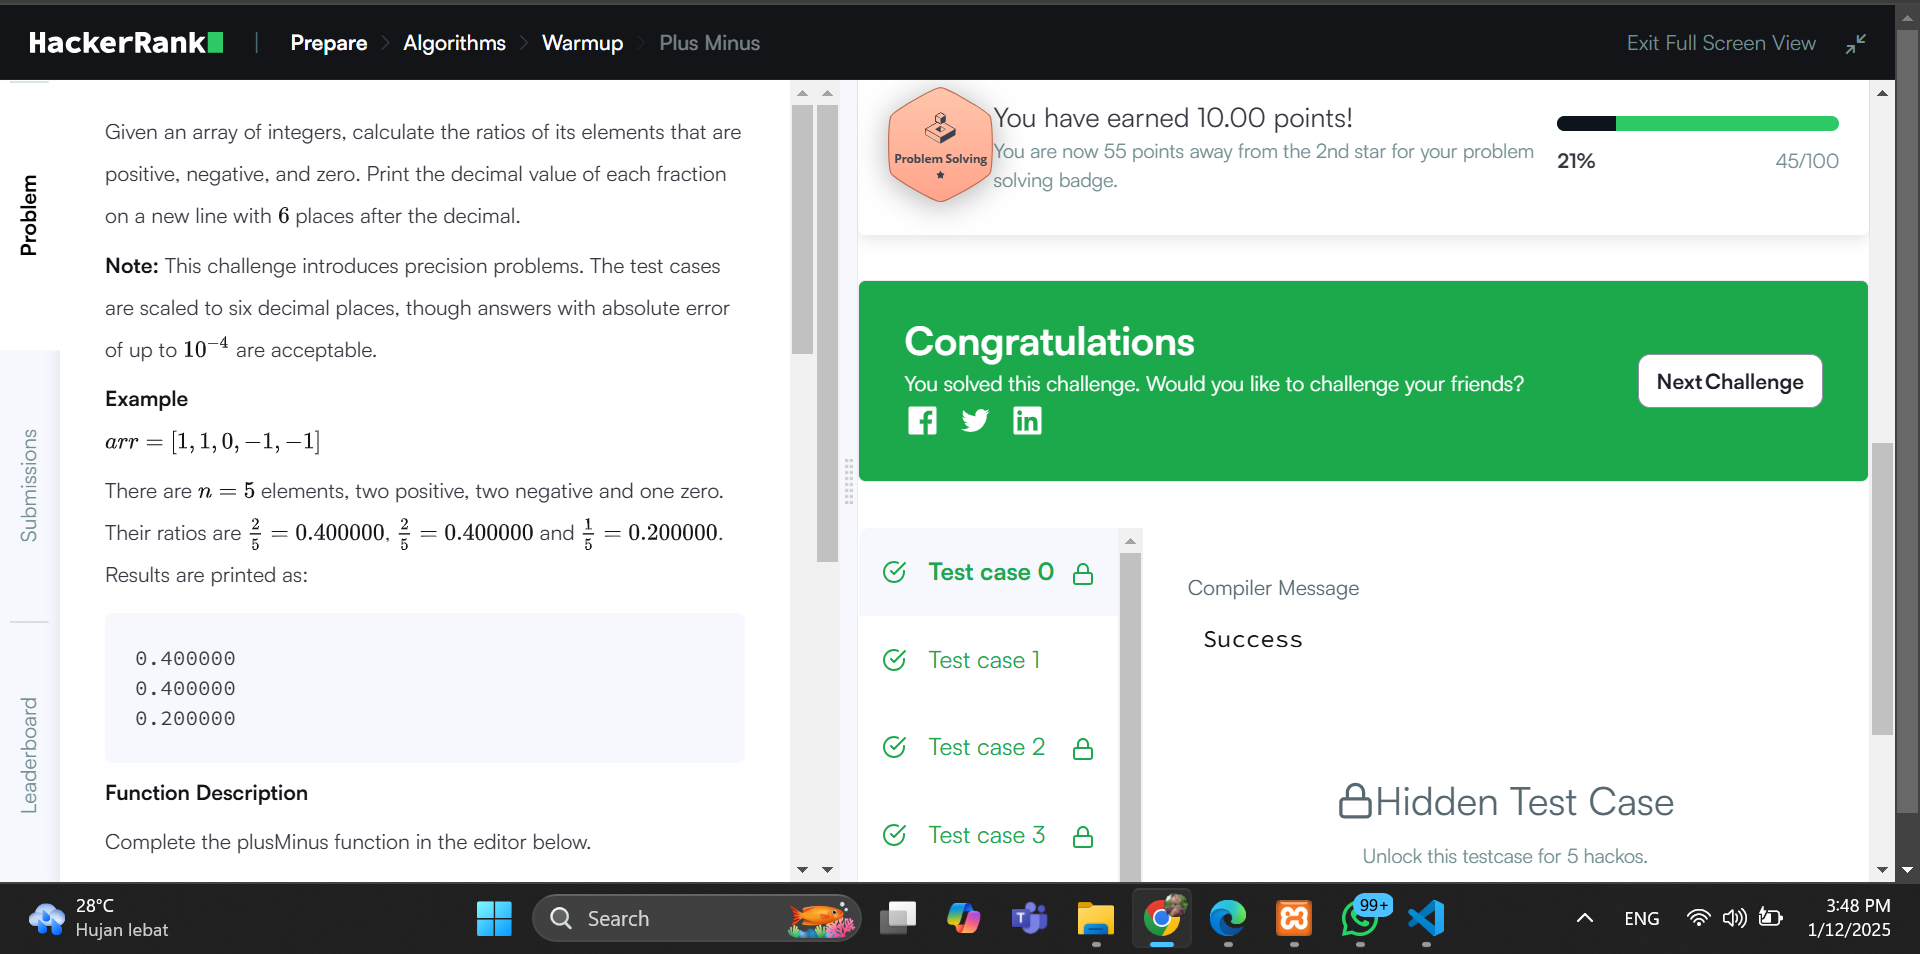 HackerRank | Prepare > Algorithms > Warmup > Plus Minus
Exit Full Screen View
Problem
Submissions
Leaderboard
Given an array of integers, calculate the ratios of its elements that are
positive, negative, and zero. Print the decimal value of each fraction
on a new line with 6 places after the decimal.
Note: This challenge introduces precision problems. The test cases
are scaled to six decimal places, though answers with absolute error
of up to 10⁻⁴ are acceptable.
Example
arr = [1, 1, 0, −1, −1]
There are n = 5 elements, two positive, two negative and one zero.
Their ratios are 2/5 = 0.400000, 2/5 = 0.400000 and 1/5 = 0.200000.
Results are printed as:
0.400000
0.400000
0.200000
Function Description
Complete the plusMinus function in the editor below.
Problem Solving
You have earned 10.00 points!
You are now 55 points away from the 2nd star for your problem
solving badge.
21%
45/100
Congratulations
You solved this challenge. Would you like to challenge your friends?
Next Challenge
Test case 0
Test case 1
Test case 2
Test case 3
Compiler Message
Success
Hidden Test Case
Unlock this testcase for 5 hackos.
28°C
Hujan lebat
Search
99+
ENG
3:48 PM
1/12/2025